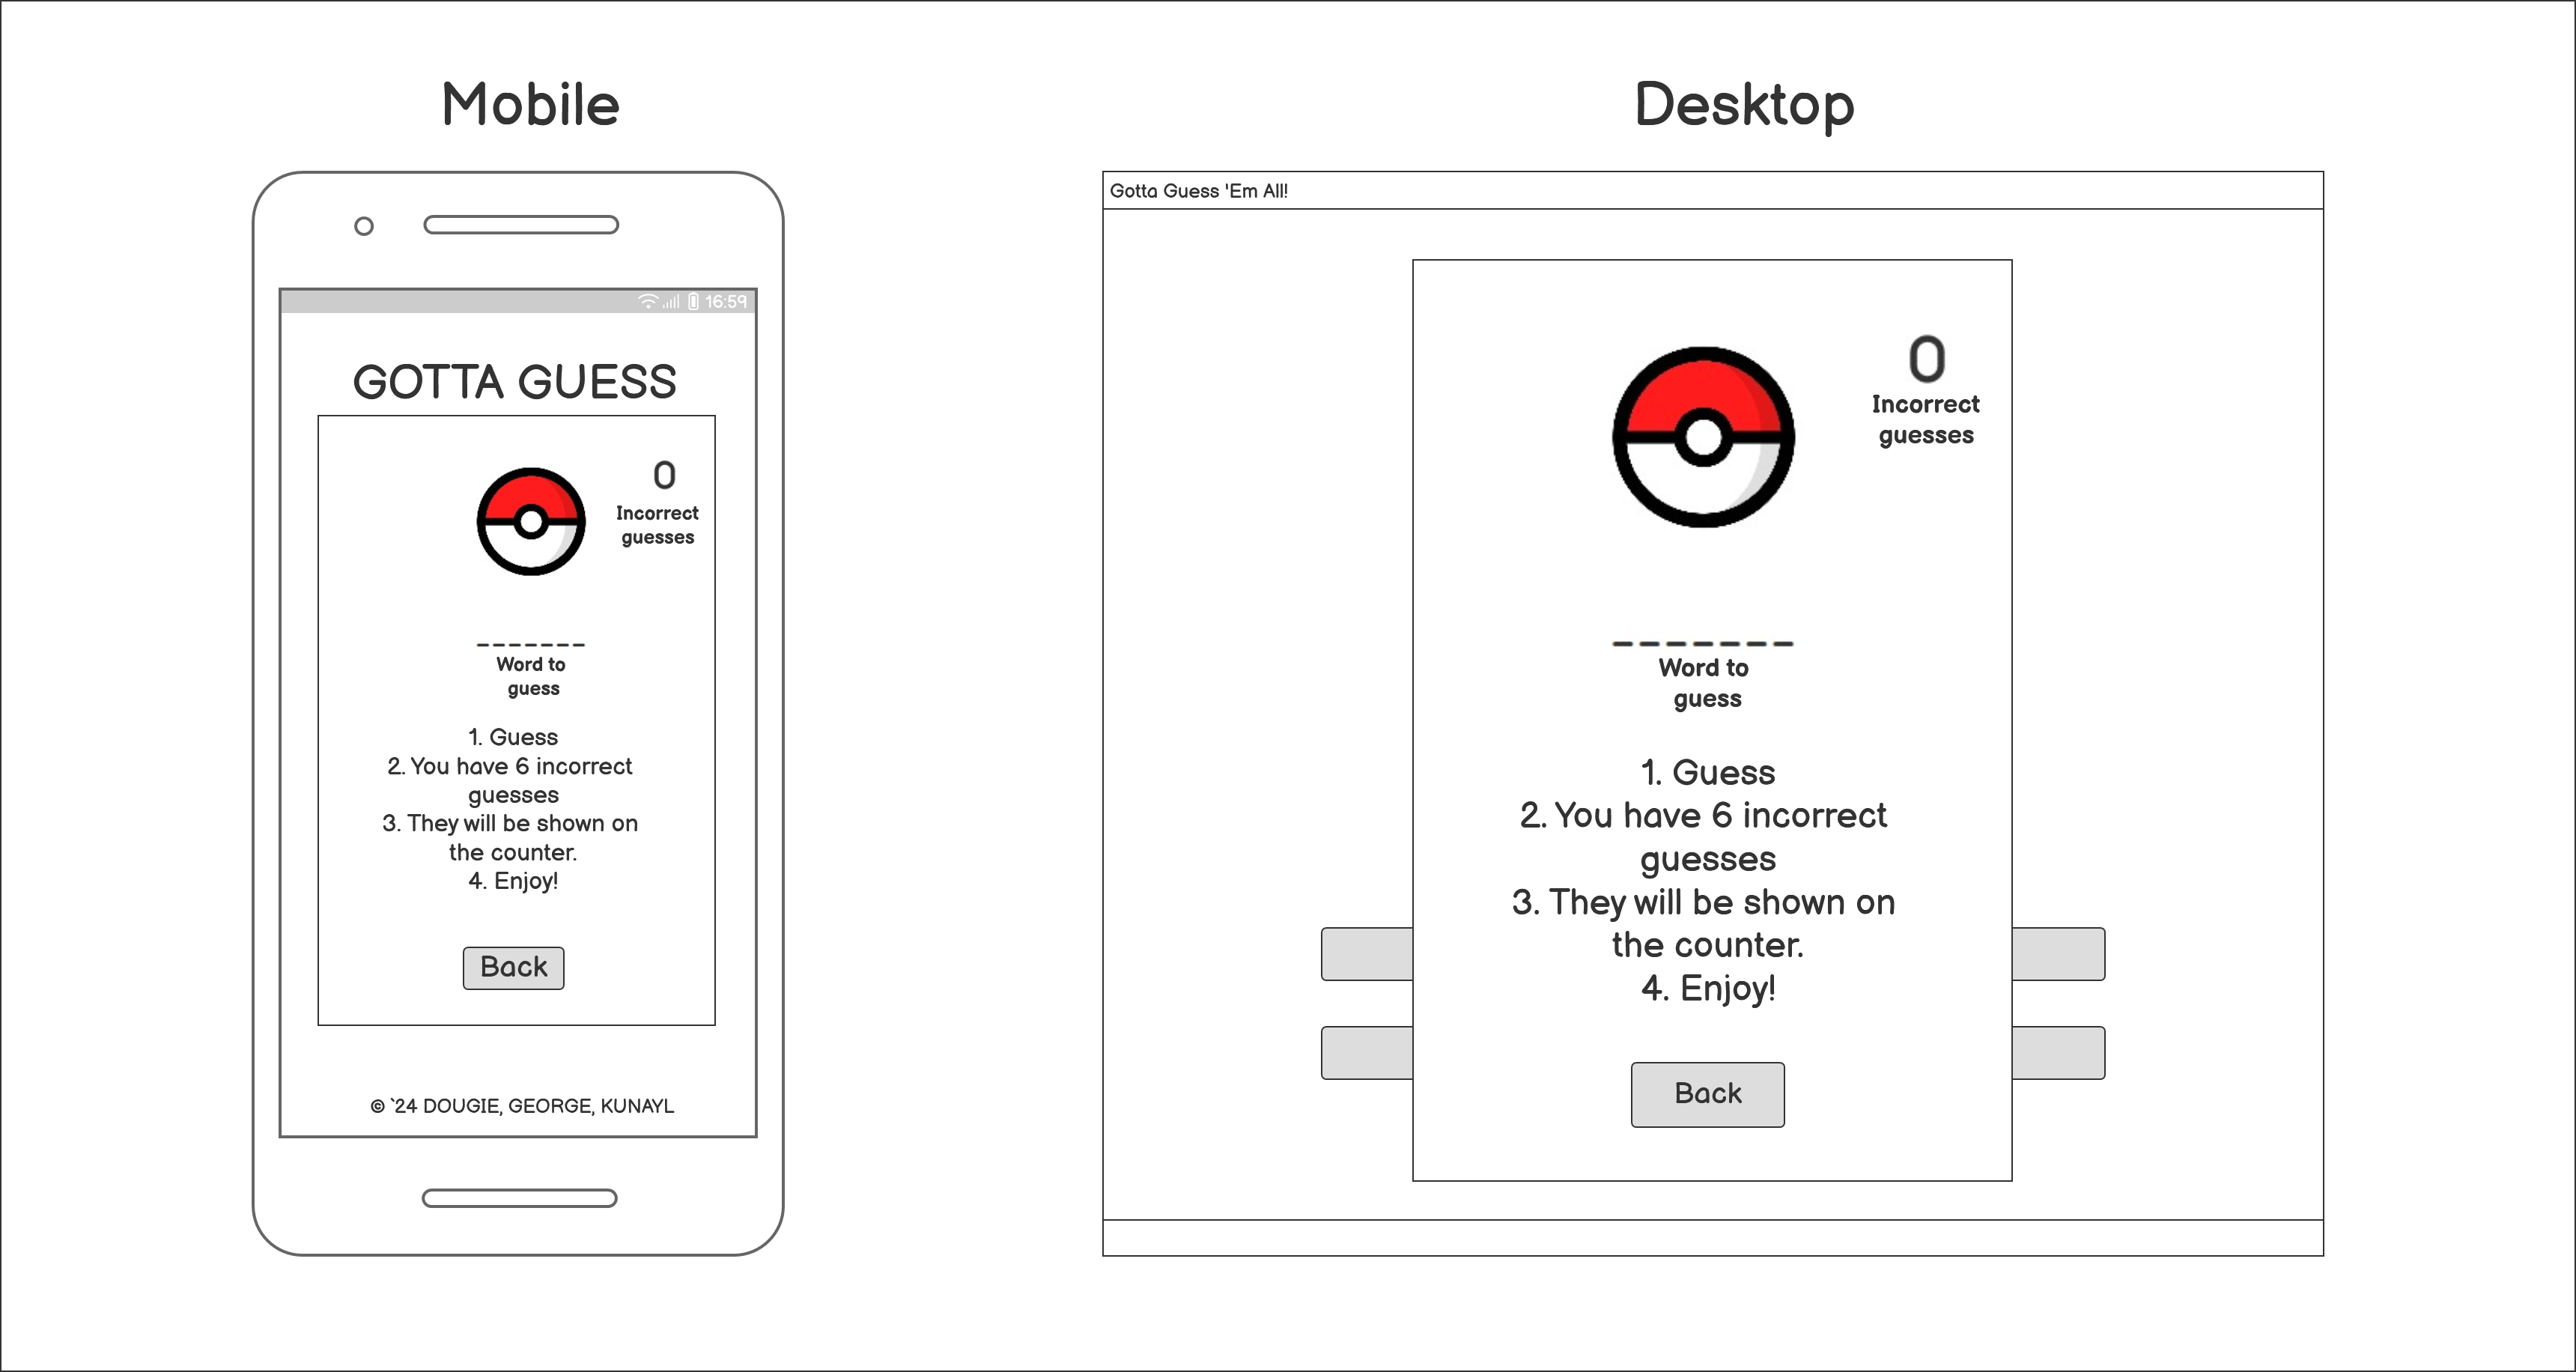 Mobile
16:59
GOTTA GUESS
0
Incorrect
guesses
_ _ _ _ _ _ _
Word to
guess
1. Guess
2. You have 6 incorrect
guesses
3. They will be shown on
the counter.
4. Enjoy!
Back
© `24 DOUGIE, GEORGE, KUNAYL
Desktop
Gotta Guess 'Em All!
0
Incorrect
guesses
_ _ _ _ _ _ _
Word to
guess
1. Guess
2. You have 6 incorrect
guesses
3. They will be shown on
the counter.
4. Enjoy!
Back